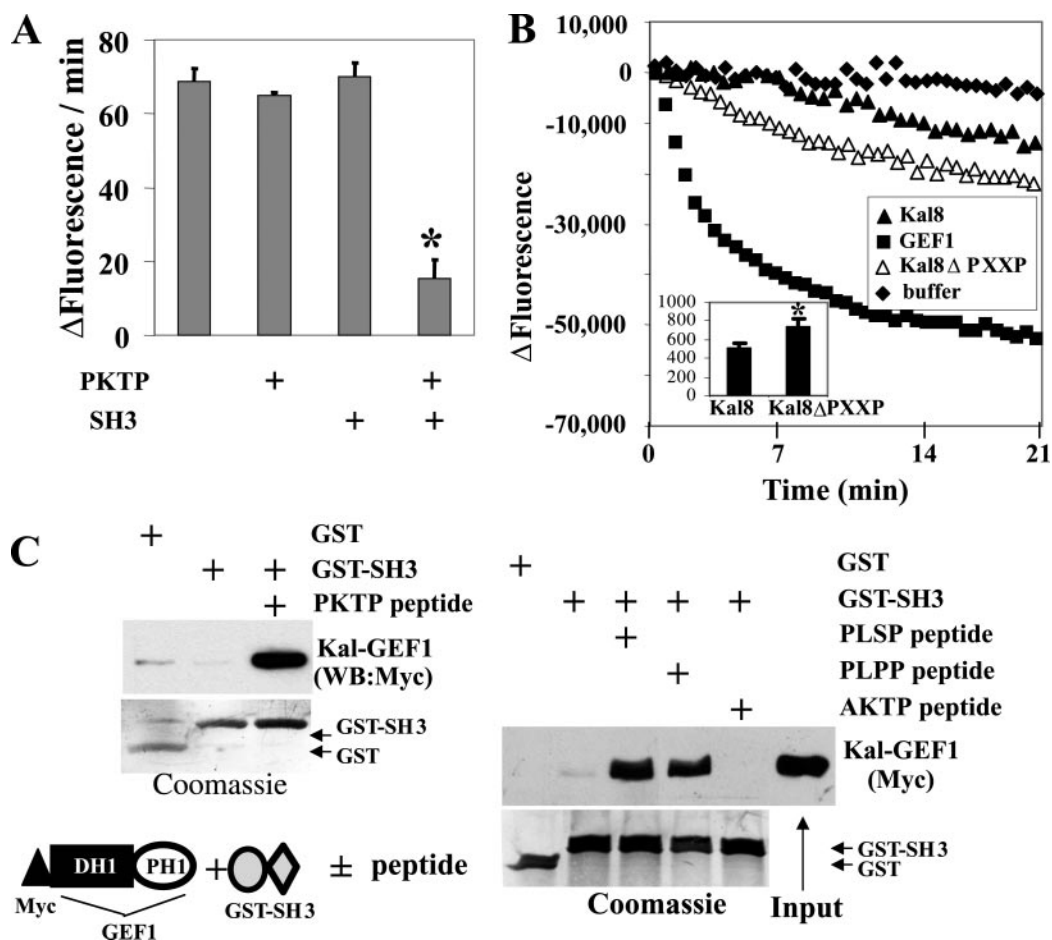 A
ΔFluorescence / min
80
60
40
20
0
*
PKTP + +
SH3 + +
B
ΔFluorescence
10,000
0
-10,000
-30,000
-50,000
-70,000
Kal8
GEF1
Kal8Δ PXXP
buffer
1000
800
600
400
200
0
*
Kal8 Kal8ΔPXXP
0 7 14 21
Time (min)
C
+ GST
+ + GST-SH3
+ PKTP peptide
Kal-GEF1
(WB:Myc)
GST-SH3
GST
Coomassie
DH1 PH1 + ± peptide
Myc GST-SH3
GEF1
+ GST
+ + + + GST-SH3
+ PLSP peptide
+ PLPP peptide
+ AKTP peptide
Kal-GEF1
(Myc)
GST-SH3
GST
Coomassie Input